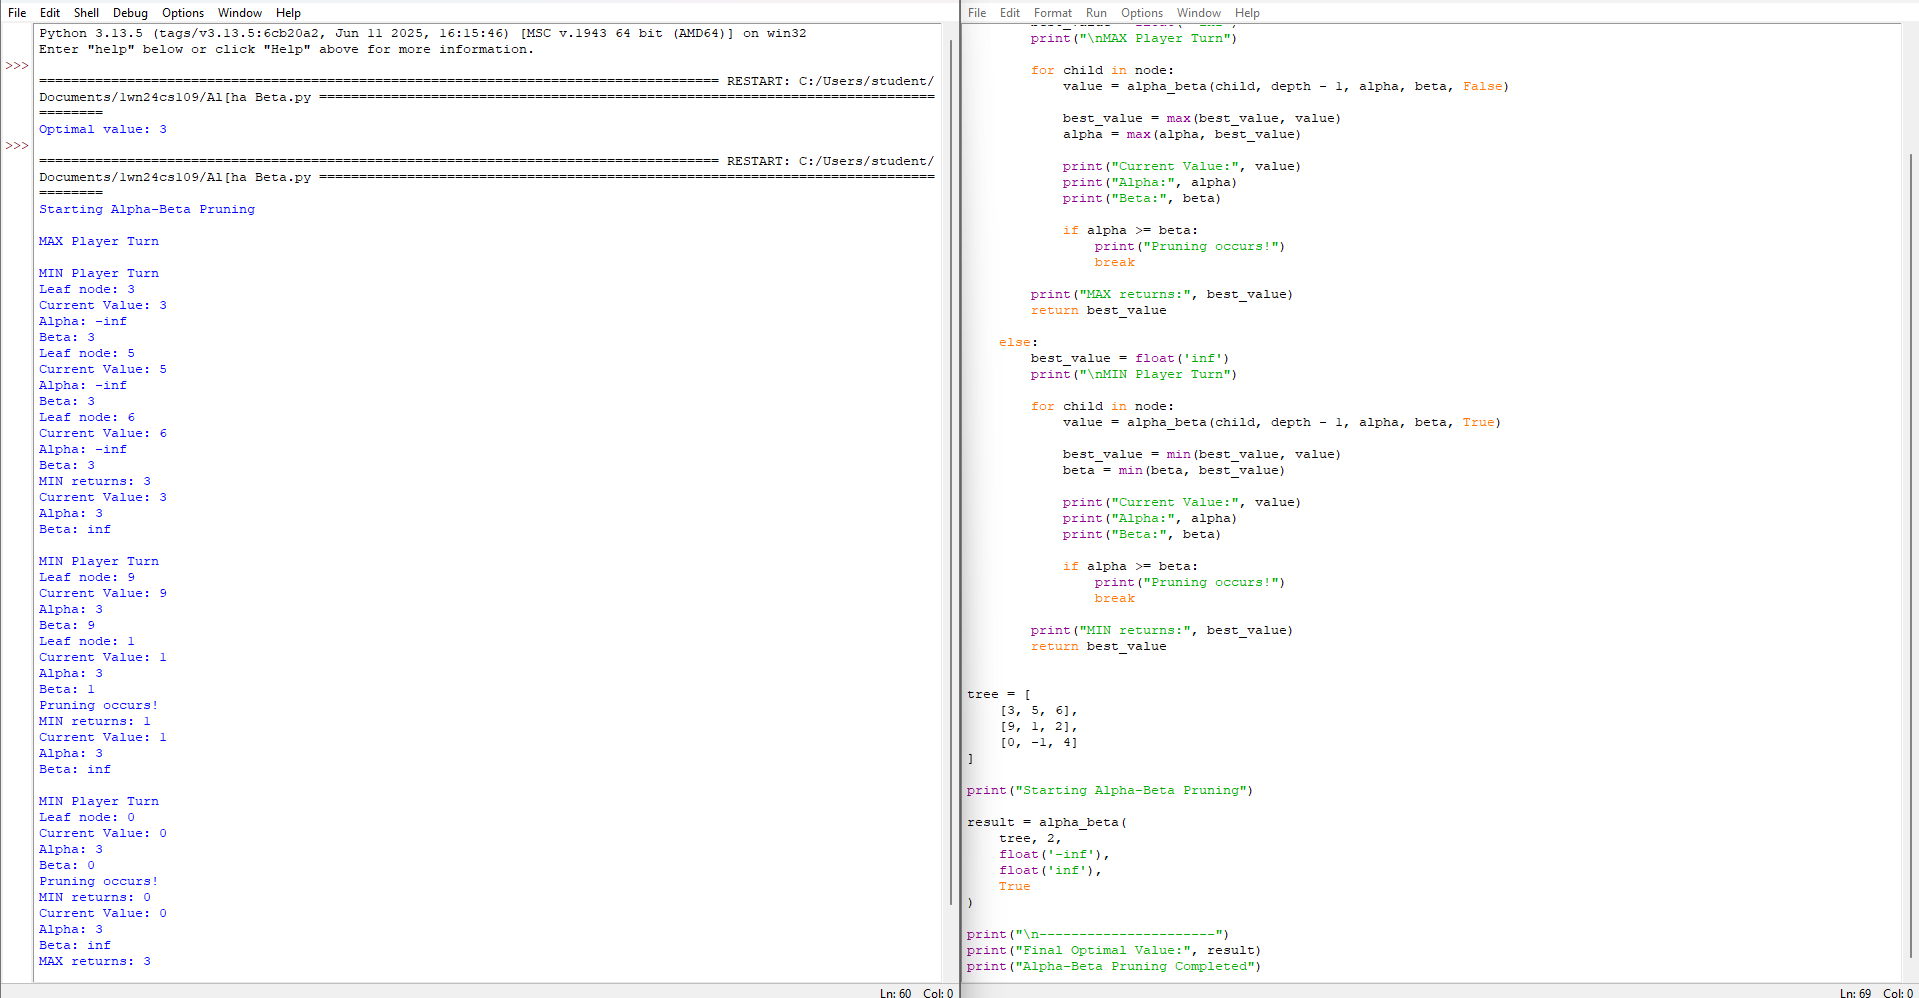 File Edit Shell Debug Options Window Help
Python 3.13.5 (tags/v3.13.5:6cb20a2, Jun 11 2025, 16:15:46) [MSC v.1943 64 bit (AMD64)] on win32
Enter "help" below or click "Help" above for more information.
>>>
===================================================================================== RESTART: C:/Users/student/
Documents/1wn24cs109/Al[ha Beta.py =============================================================================
========
Optimal value: 3
>>>
===================================================================================== RESTART: C:/Users/student/
Documents/1wn24cs109/Al[ha Beta.py =============================================================================
========
Starting Alpha-Beta Pruning

MAX Player Turn

MIN Player Turn
Leaf node: 3
Current Value: 3
Alpha: -inf
Beta: 3
Leaf node: 5
Current Value: 5
Alpha: -inf
Beta: 3
Leaf node: 6
Current Value: 6
Alpha: -inf
Beta: 3
MIN returns: 3
Current Value: 3
Alpha: 3
Beta: inf

MIN Player Turn
Leaf node: 9
Current Value: 9
Alpha: 3
Beta: 9
Leaf node: 1
Current Value: 1
Alpha: 3
Beta: 1
Pruning occurs!
MIN returns: 1
Current Value: 1
Alpha: 3
Beta: inf

MIN Player Turn
Leaf node: 0
Current Value: 0
Alpha: 3
Beta: 0
Pruning occurs!
MIN returns: 0
Current Value: 0
Alpha: 3
Beta: inf
MAX returns: 3
Ln: 60 Col: 0
File Edit Format Run Options Window Help
        print("\nMAX Player Turn")

        for child in node:
            value = alpha_beta(child, depth - 1, alpha, beta, False)

            best_value = max(best_value, value)
            alpha = max(alpha, best_value)

            print("Current Value:", value)
            print("Alpha:", alpha)
            print("Beta:", beta)

            if alpha >= beta:
                print("Pruning occurs!")
                break

        print("MAX returns:", best_value)
        return best_value

    else:
        best_value = float('inf')
        print("\nMIN Player Turn")

        for child in node:
            value = alpha_beta(child, depth - 1, alpha, beta, True)

            best_value = min(best_value, value)
            beta = min(beta, best_value)

            print("Current Value:", value)
            print("Alpha:", alpha)
            print("Beta:", beta)

            if alpha >= beta:
                print("Pruning occurs!")
                break

        print("MIN returns:", best_value)
        return best_value


tree = [
    [3, 5, 6],
    [9, 1, 2],
    [0, -1, 4]
]

print("Starting Alpha-Beta Pruning")

result = alpha_beta(
    tree, 2,
    float('-inf'),
    float('inf'),
    True
)

print("\n----------------------")
print("Final Optimal Value:", result)
print("Alpha-Beta Pruning Completed")
Ln: 69 Col: 0